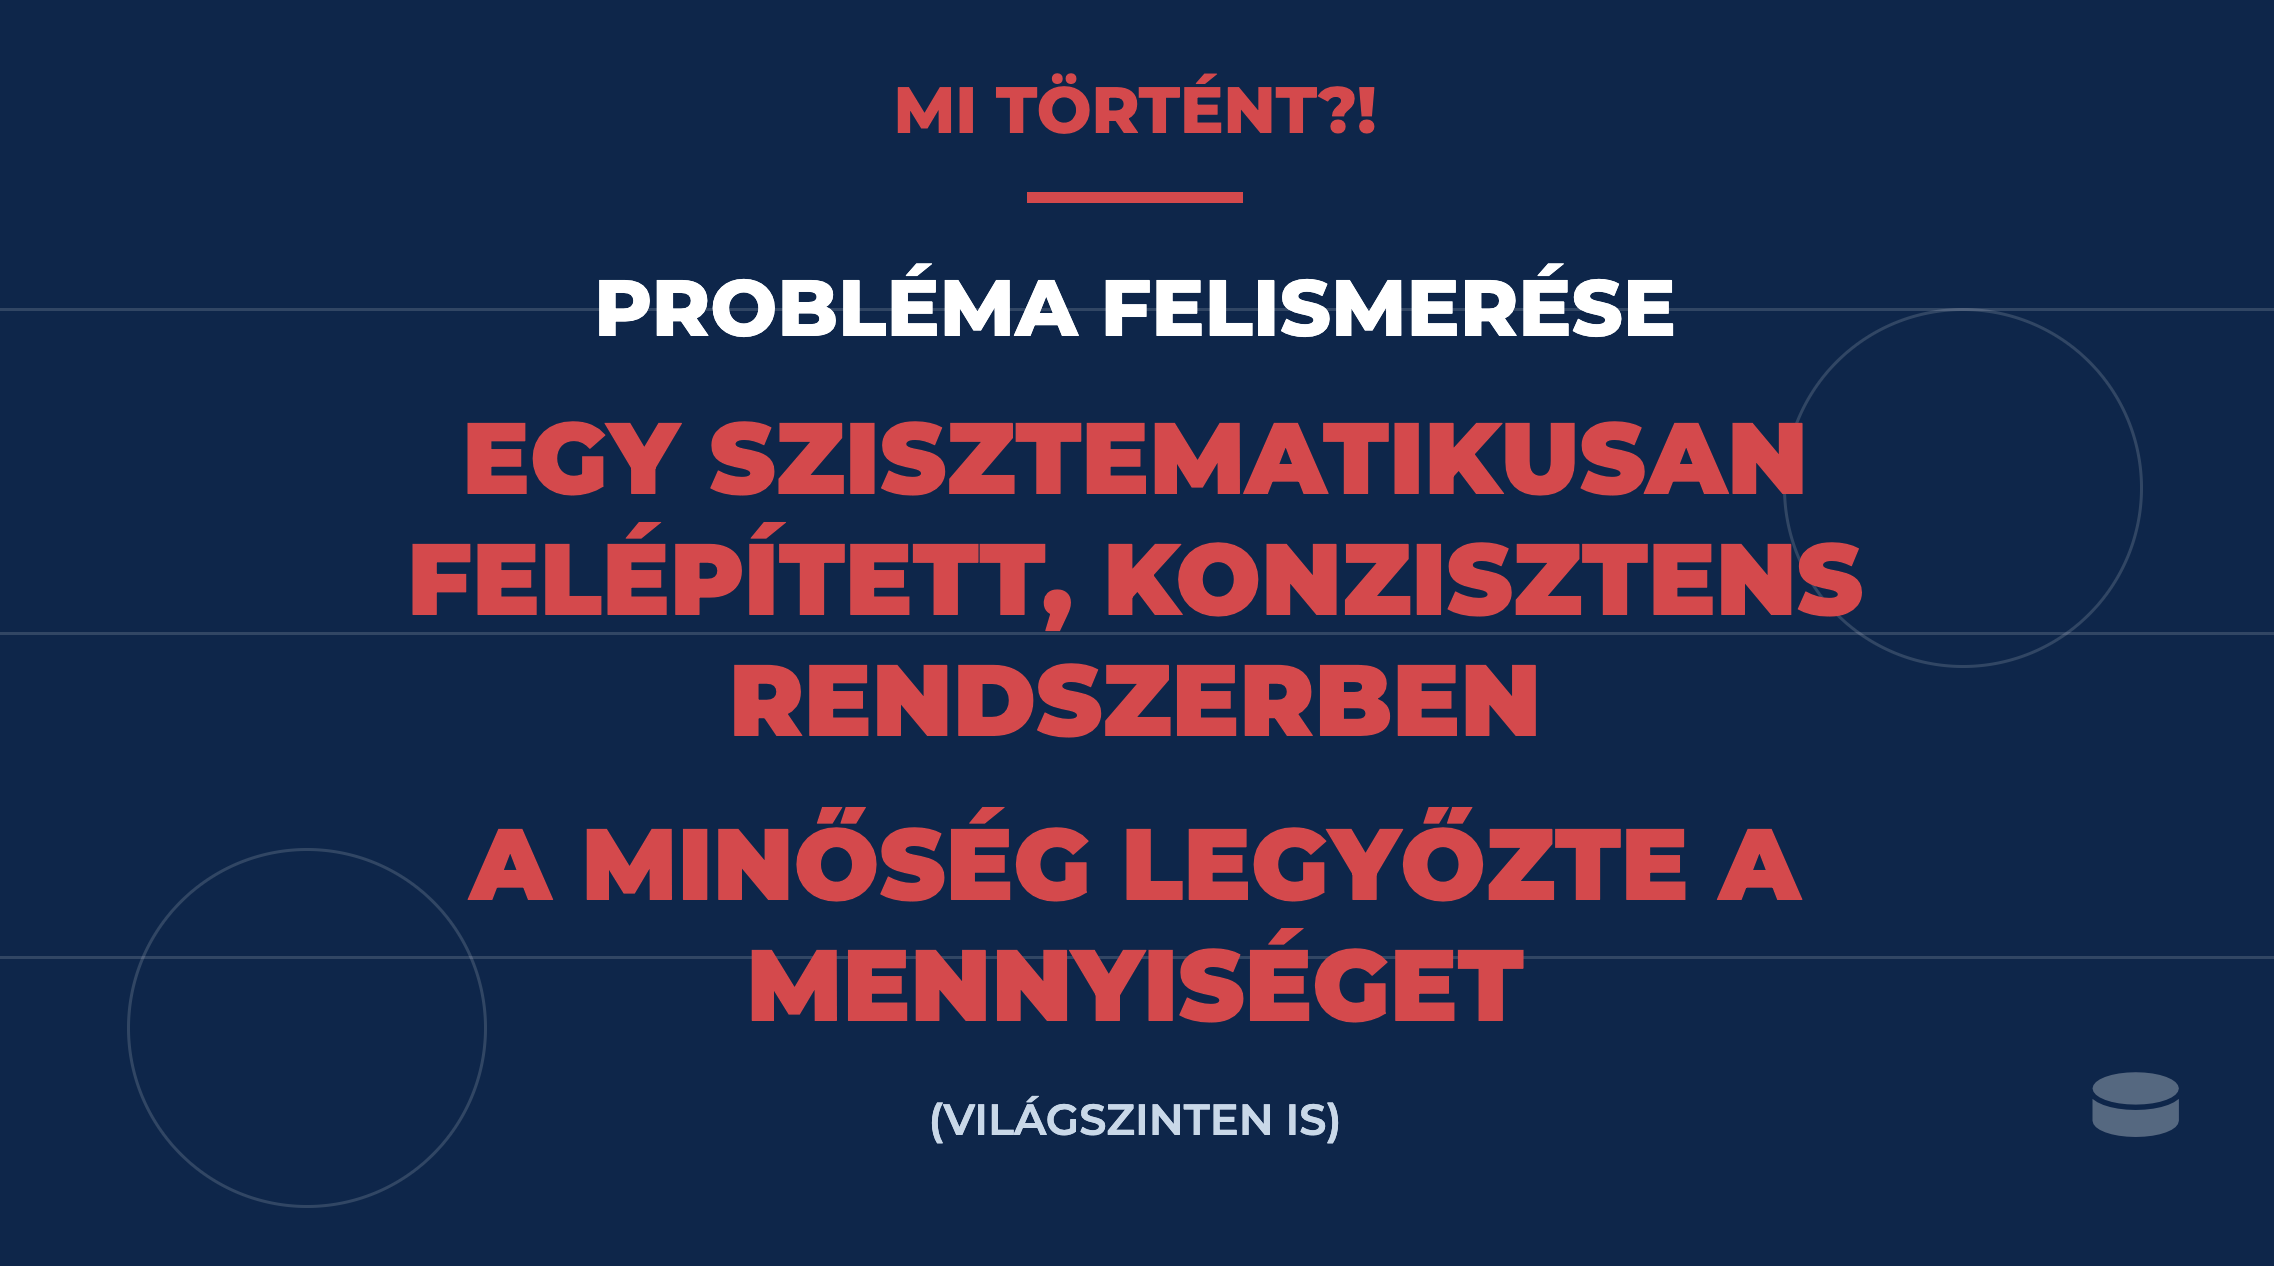 MI TÖRTÉNT?!
PROBLÉMA FELISMERÉSE
EGY SZISZTEMATIKUSAN
FELÉPÍTETT, KONZISZTENS
RENDSZERBEN
A MINŐSÉG LEGYŐZTE A
MENNYISÉGET
(VILÁGSZINTEN IS)